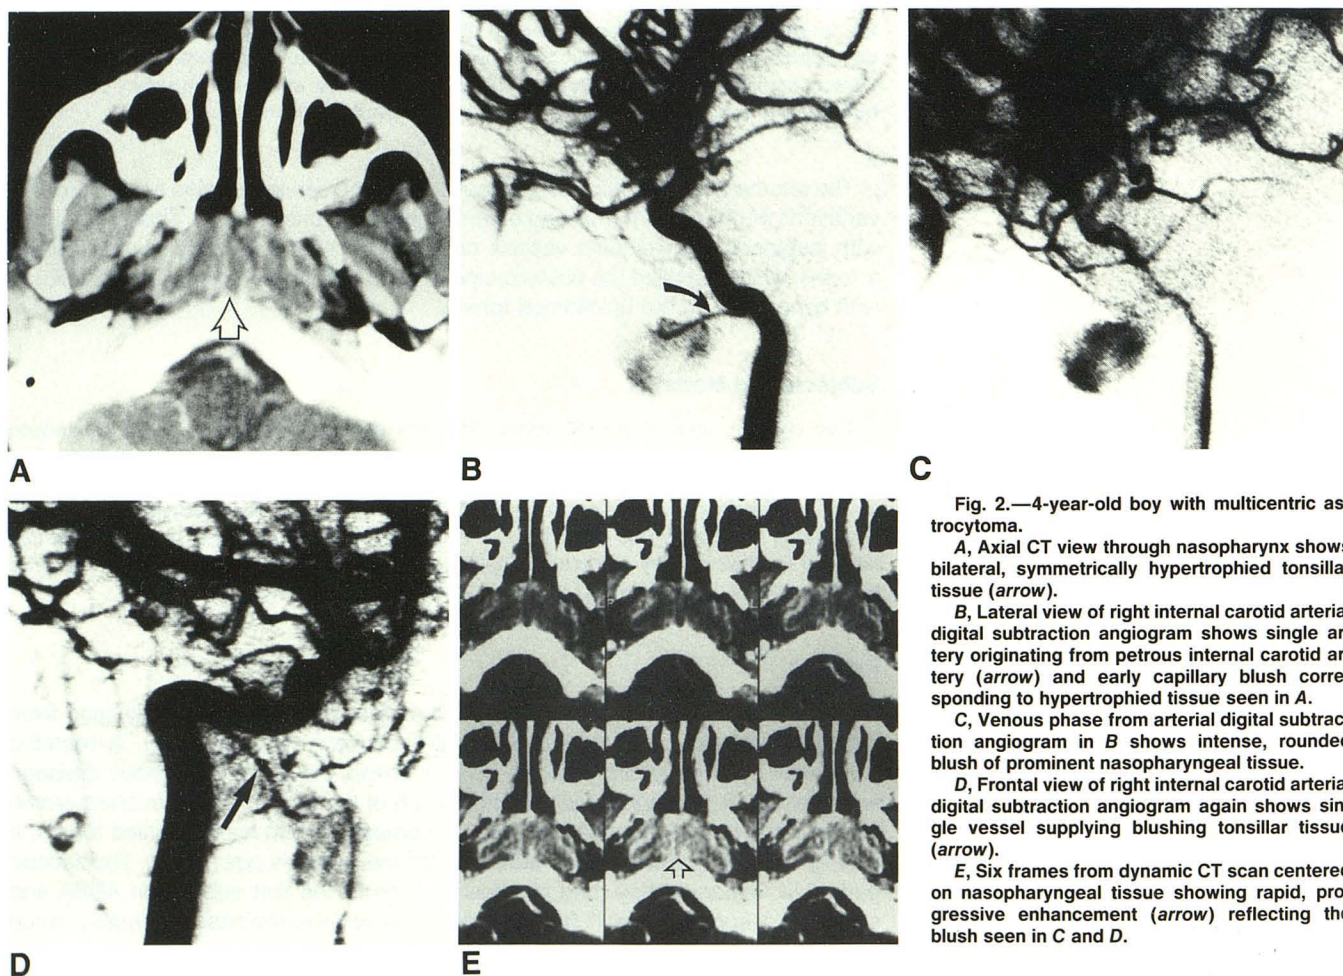 A
B
C
D
E
Fig. 2.—4-year-old boy with multicentric as
trocytoma.
A, Axial CT view through nasopharynx shows
bilateral, symmetrically hypertrophied tonsilla
tissue (arrow).
B, Lateral view of right internal carotid arteria
digital subtraction angiogram shows single ar
tery originating from petrous internal carotid ar
tery (arrow) and early capillary blush corre
sponding to hypertrophied tissue seen in A.
C, Venous phase from arterial digital subtrac
tion angiogram in B shows intense, rounded
blush of prominent nasopharyngeal tissue.
D, Frontal view of right internal carotid arteria
digital subtraction angiogram again shows sin
gle vessel supplying blushing tonsillar tissue
(arrow).
E, Six frames from dynamic CT scan centered
on nasopharyngeal tissue showing rapid, pro
gressive enhancement (arrow) reflecting the
blush seen in C and D.